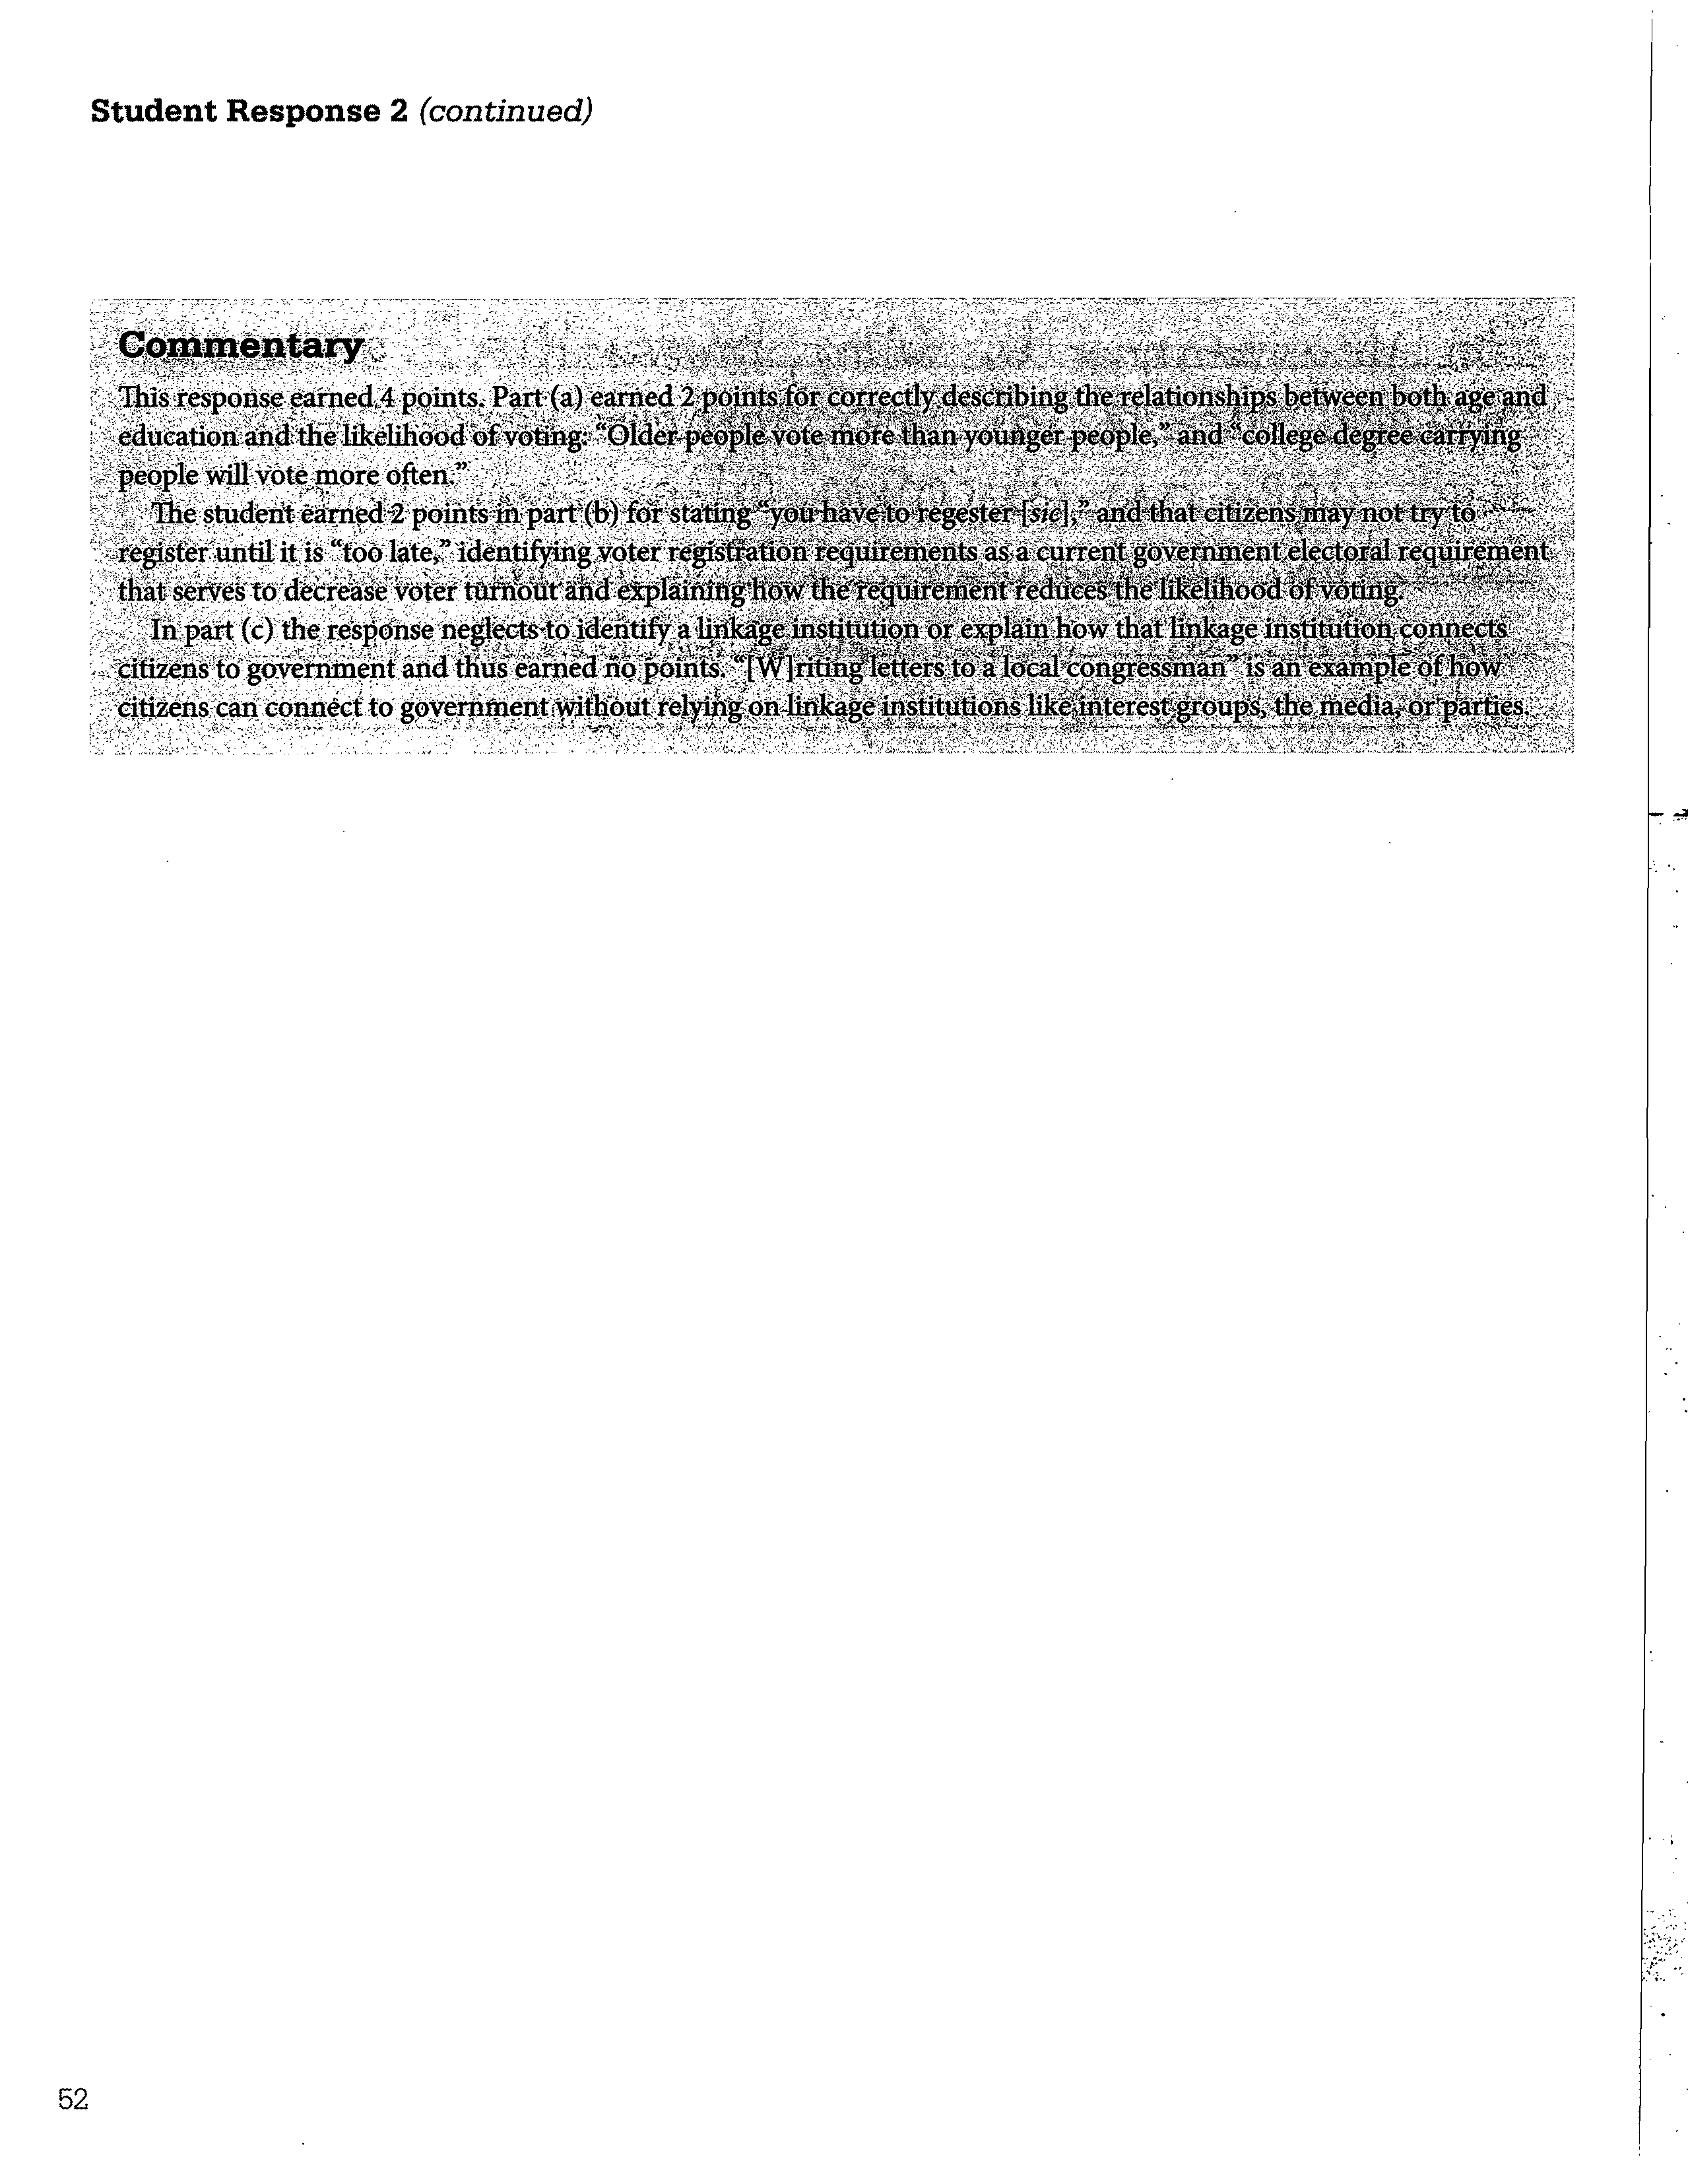 Student Response 2 (continued)
Commentary
This response earned 4 points. Part (a) earned 2 points for correctly describing the relationships between both age and
education and the likelihood of voting: “Older people vote more than younger people,” and “college degree carrying
people will vote more often.”
The student earned 2 points in part (b) for stating “you have to regester [sic],” and that citizens may not try to
register until it is “too late,” identifying voter registration requirements as a current government electoral requirement
that serves to decrease voter turnout and explaining how the requirement reduces the likelihood of voting.
In part (c) the response neglects to identify a linkage institution or explain how that linkage institution connects
citizens to government and thus earned no points. “[W]riting letters to a local congressman” is an example of how
citizens can connect to government without relying on linkage institutions like interest groups, the media, or parties.
52